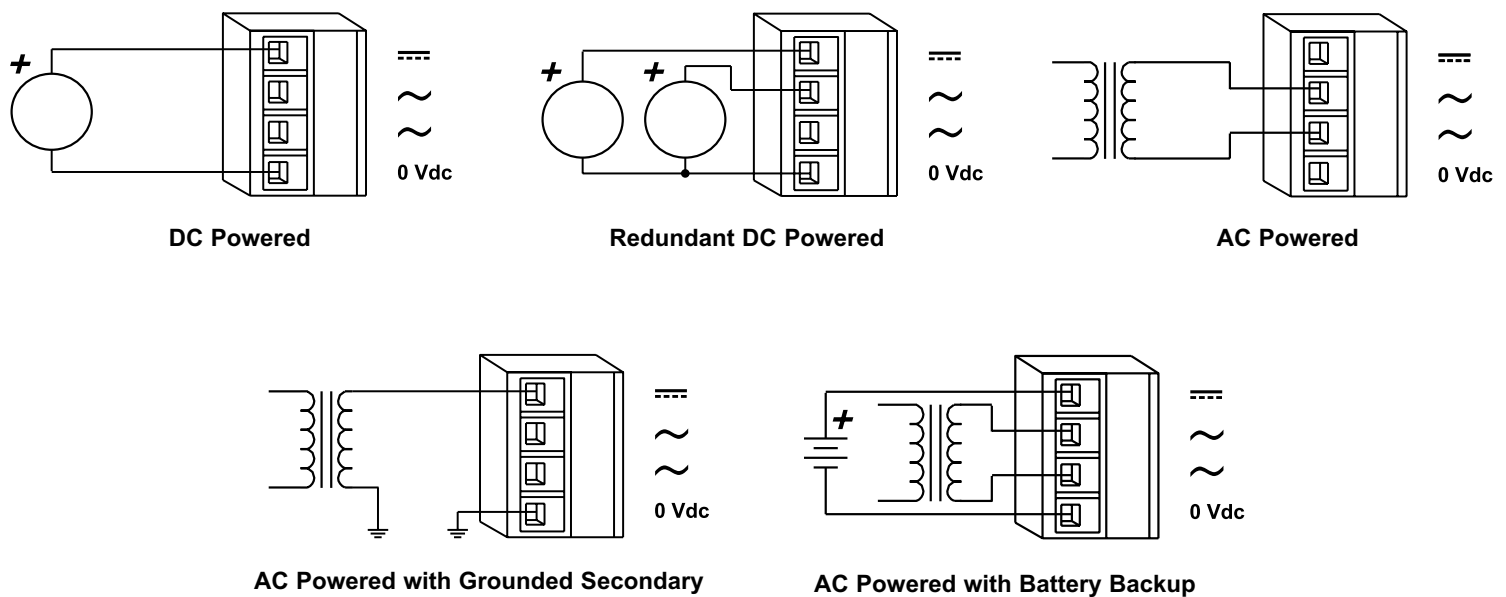 +
∼
∼
0 Vdc
DC Powered
+ +
∼
∼
0 Vdc
Redundant DC Powered
∼
∼
0 Vdc
AC Powered
∼
∼
0 Vdc
AC Powered with Grounded Secondary
+
∼
∼
0 Vdc
AC Powered with Battery Backup